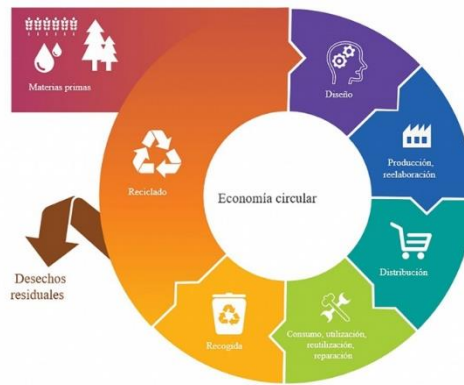 Materias primas
Diseño
Producción,
reelaboración
Reciclado
Economía circular
Distribución
Desechos
residuales
Consumo, utilización,
reutilización,
reparación
Recogida